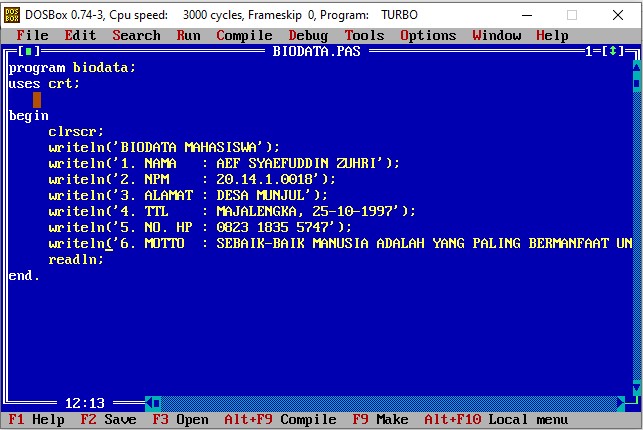 DOS BOX DOSBox 0.74-3, Cpu speed: 3000 cycles, Frameskip 0, Program: TURBO
File Edit Search Run Compile Debug Tools Options Window Help
BIODATA.PAS 1
program biodata;
uses crt;
begin
clrscr;
writeln('BIODATA MAHASISWA');
writeln('1. NAMA : AEF SYAEFUDDIN ZUHRI');
writeln('2. NPM : 20.14.1.0018');
writeln('3. ALAMAT : DESA MUNJUL');
writeln('4. TTL : MAJALENGKA, 25-10-1997');
writeln('5. NO. HP : 0823 1835 5747');
writeln('6. MOTTO : SEBAIK-BAIK MANUSIA ADALAH YANG PALING BERMANFAAT UN
readln;
end.
12:13
F1 Help F2 Save F3 Open Alt+F9 Compile F9 Make Alt+F10 Local menu